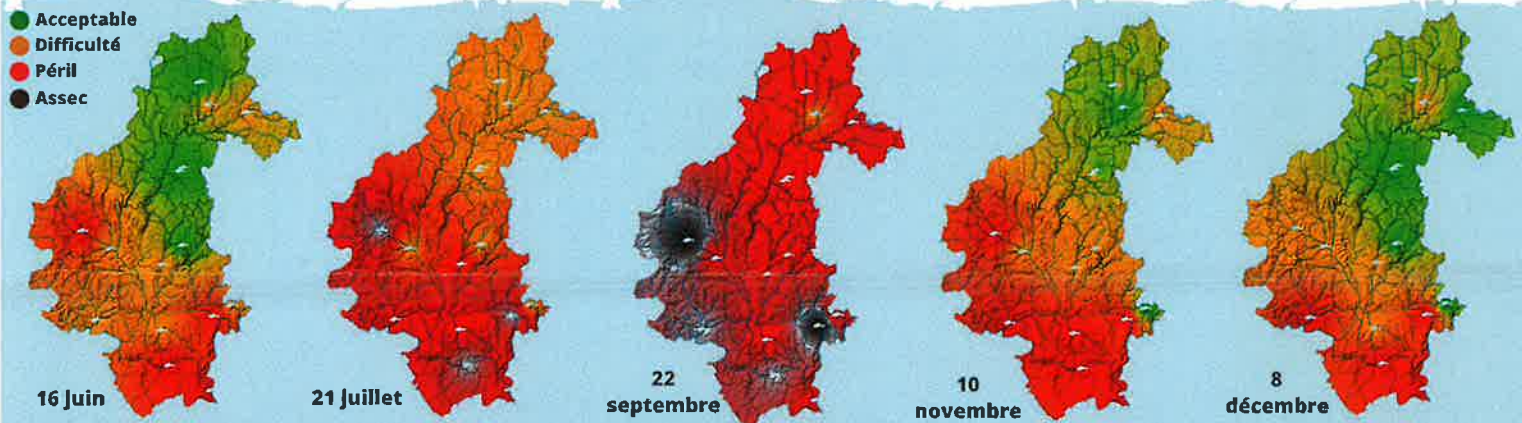 Acceptable
Difficulté
Péril
Assec
16 juin
21 juillet
22
septembre
10
novembre
8
décembre